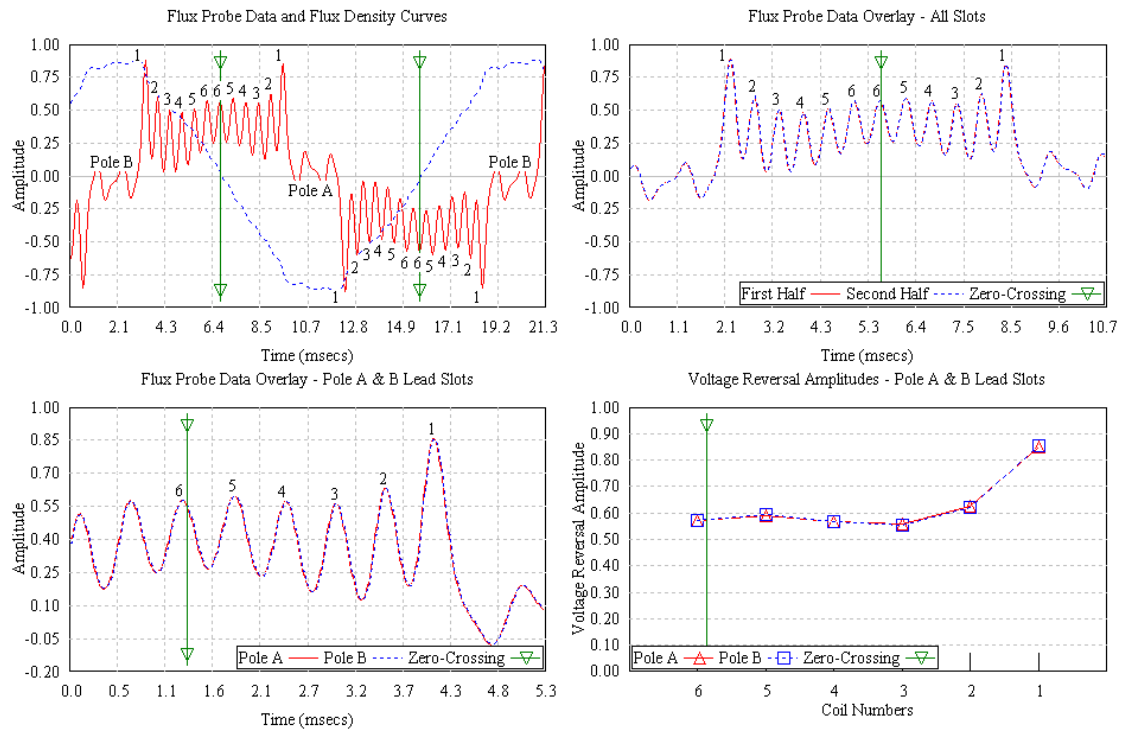 Flux Probe Data and Flux Density Curves
1.00
0.75
0.50
0.25
0.00
0.25
-0.50
-0.75
-1.00
Amplitude
1 2 3 4 5 6 6 5 4 3 2 1
Pole B
Pole A
Pole B
1 2 3 4 5 6 6 5 4 3 2 1
0.0 2.1 4.3 6.4 8.5 10.7 12.8 14.9 17.1 19.2 21.3
Time (msecs)
Flux Probe Data Overlay - All Slots
1.00
0.75
0.50
0.25
0.00
0.25
-0.50
-0.75
-1.00
Amplitude
1 2 3 4 5 6 6 5 4 3 2 1
First Half Second Half Zero-Crossing
0.0 1.1 2.1 3.2 4.3 5.3 6.4 7.5 8.5 9.6 10.7
Time (msecs)
Flux Probe Data Overlay - Pole A & B Lead Slots
1.00
0.85
0.70
0.55
0.40
0.25
0.10
-0.05
-0.20
Amplitude
6 5 4 3 2 1
Pole A Pole B Zero-Crossing
0.0 0.5 1.1 1.6 2.1 2.7 3.2 3.7 4.3 4.8 5.3
Time (msecs)
Voltage Reversal Amplitudes - Pole A & B Lead Slots
1.00
0.90
0.80
0.70
0.60
0.50
0.40
0.30
0.20
0.10
0.00
Voltage Reversal Amplitude
Pole A Pole B Zero-Crossing
6 5 4 3 2 1
Coil Numbers